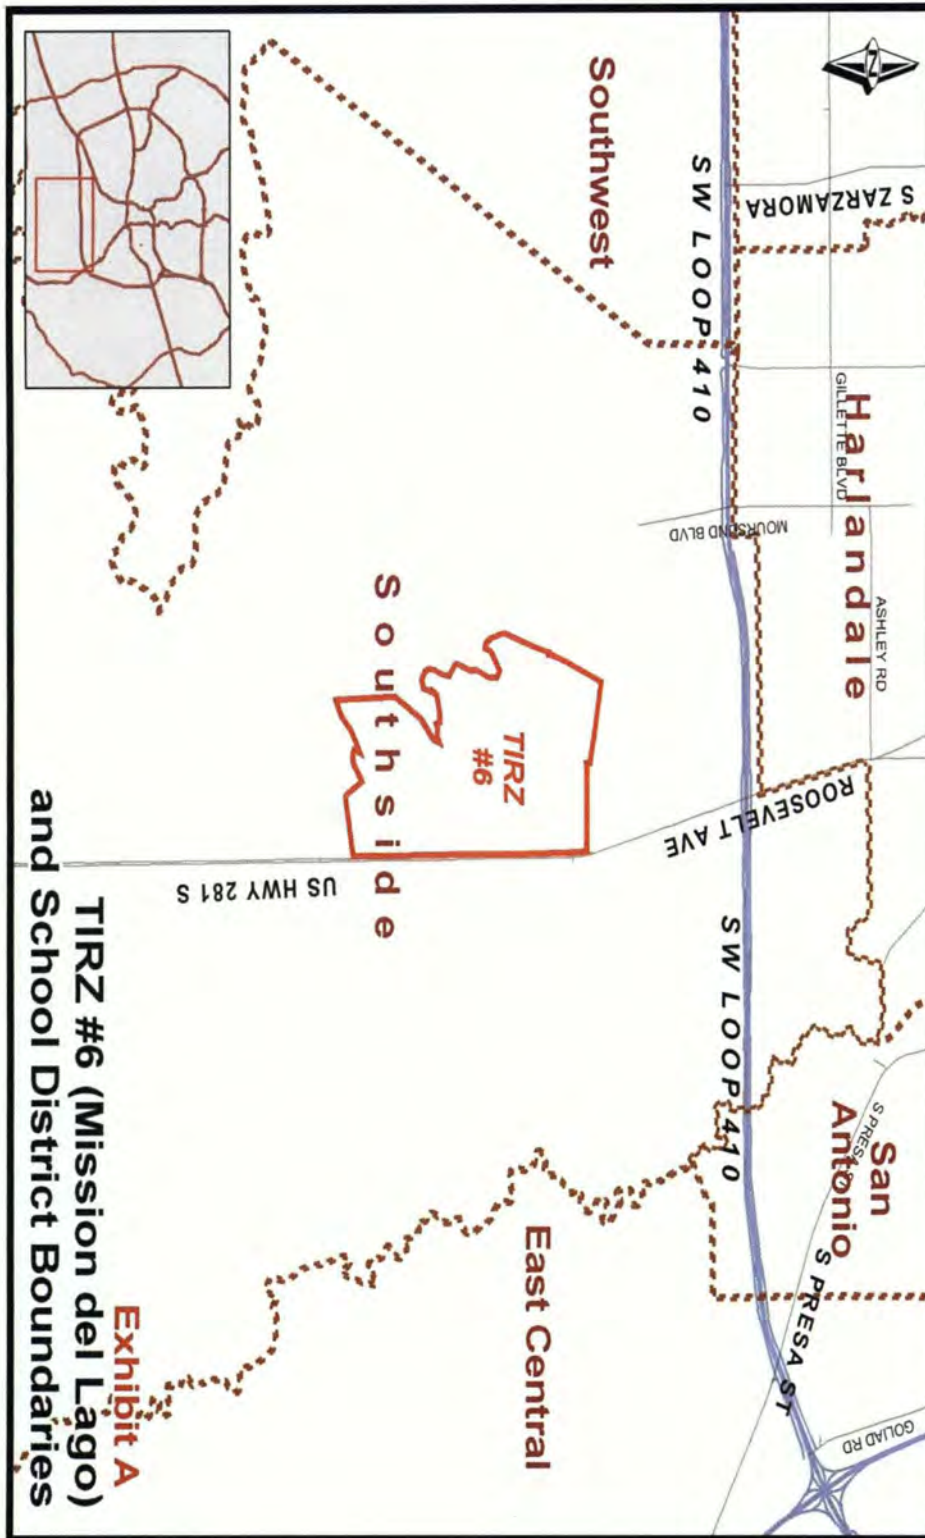 N
S ZARZAMORA
GILLETTE BLVD
Harlandale
ASHLEY RD
Southwest
SW LOOP 410
MOURSUND BLVD
ROOSEVELT AVE
SW LOOP 410
San
Antonio
S PRESA ST
S PRESA ST
GOLIAD RD
TIRZ
#6
Southside
US HWY 281 S
East Central
Exhibit A
TIRZ #6 (Mission del Lago)
and School District Boundaries